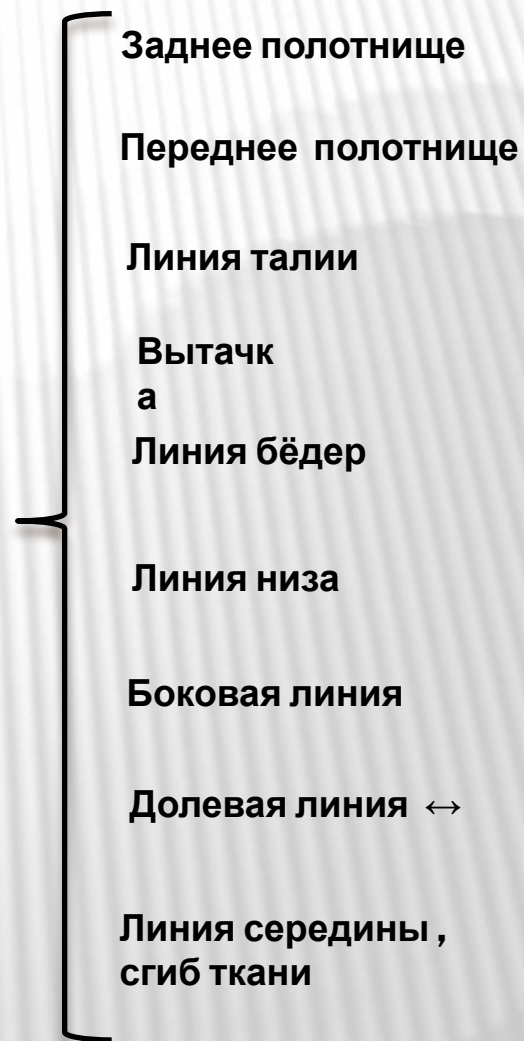 Заднее полотнище
Переднее полотнище
Линия талии
Вытачк
а
Линия бёдер
Линия низа
Боковая линия
Долевая линия ↔
Линия середины ,
сгиб ткани